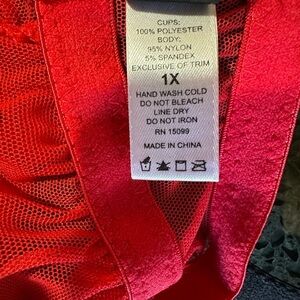 CUPS:
100% POLYESTER
BODY:
95% NYLON
5% SPANDEX
EXCLUSIVE OF TRIM
1X
HAND WASH COLD
DO NOT BLEACH
LINE DRY
DO NOT IRON
RN 15099
MADE IN CHINA